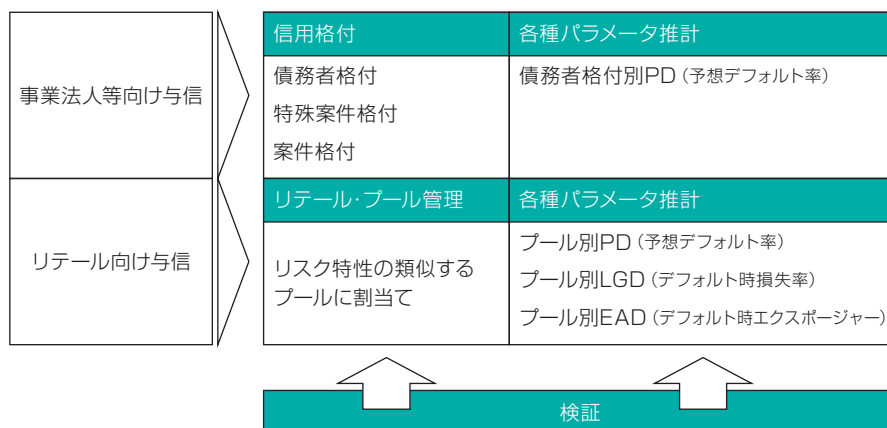 事業法人等向け与信
信用格付
債務者格付
特殊案件格付
案件格付
各種パラメータ推計
債務者格付別PD（予想デフォルト率）
リテール向け与信
リテール・プール管理
リスク特性の類似する
プールに割当て
各種パラメータ推計
プール別PD（予想デフォルト率）
プール別LGD（デフォルト時損失率）
プール別EAD（デフォルト時エクスポージャー）
検証